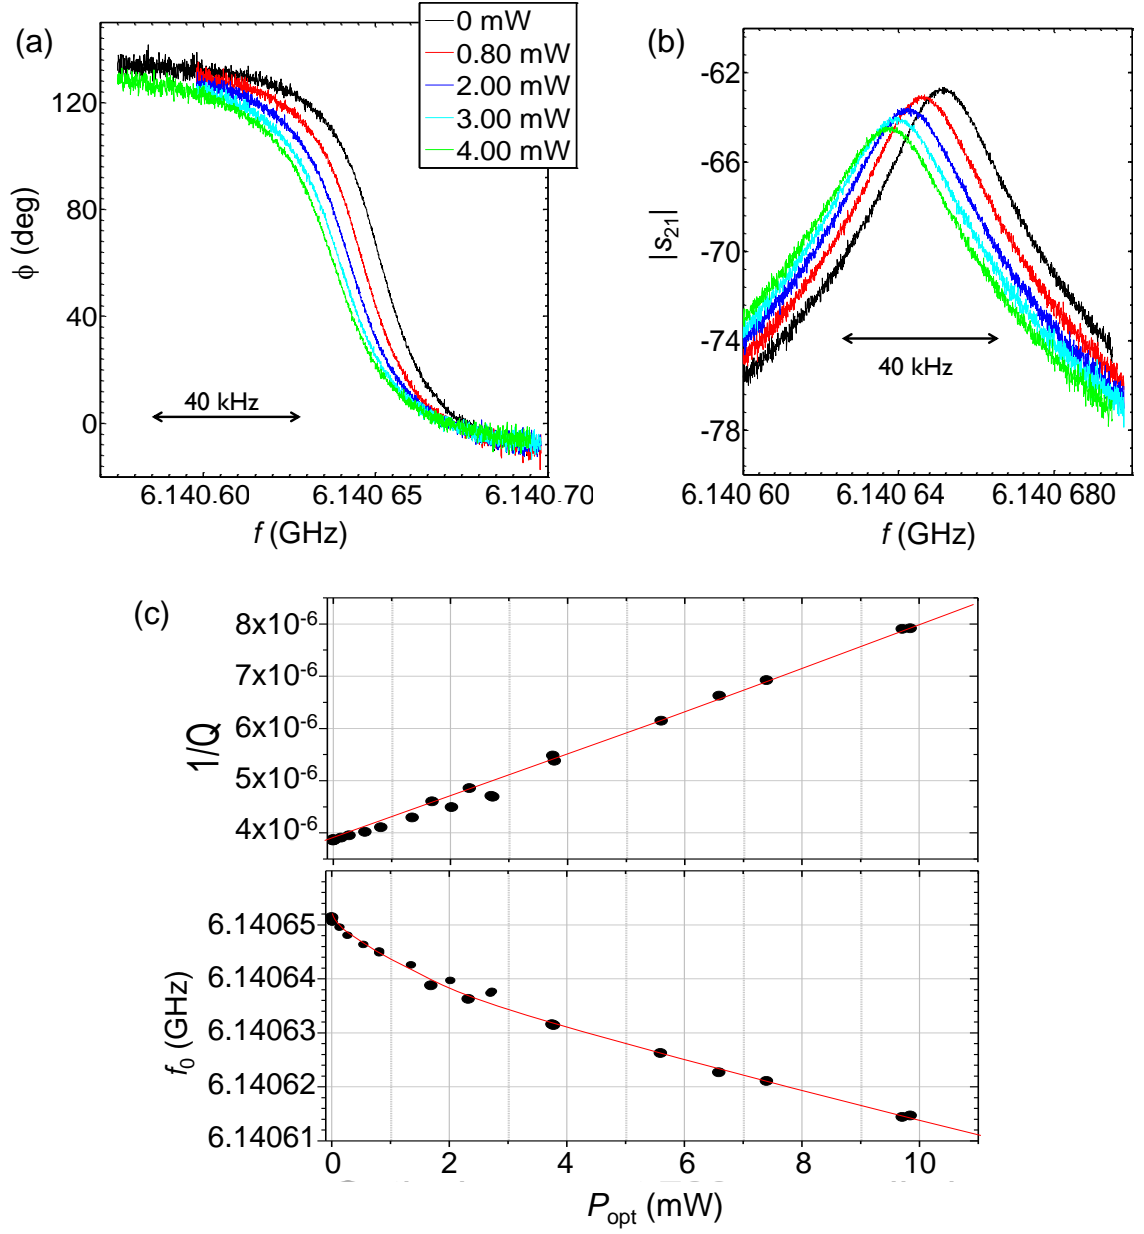 (a)
0 mW
0.80 mW
2.00 mW
3.00 mW
4.00 mW
120
80
40
0
ϕ (deg)
40 kHz
6.140.60
6.140 65
6.140.70
f (GHz)
(b)
-62
-66
-70
-74
-78
|s21|
40 kHz
6.140 60
6.140 64
6.140 680
f (GHz)
(c)
8x10-6
7x10-6
6x10-6
5x10-6
4x10-6
1/Q
6.14065
6.14064
6.14063
6.14062
6.14061
f0 (GHz)
0 2 4 6 8 10
Popt (mW)